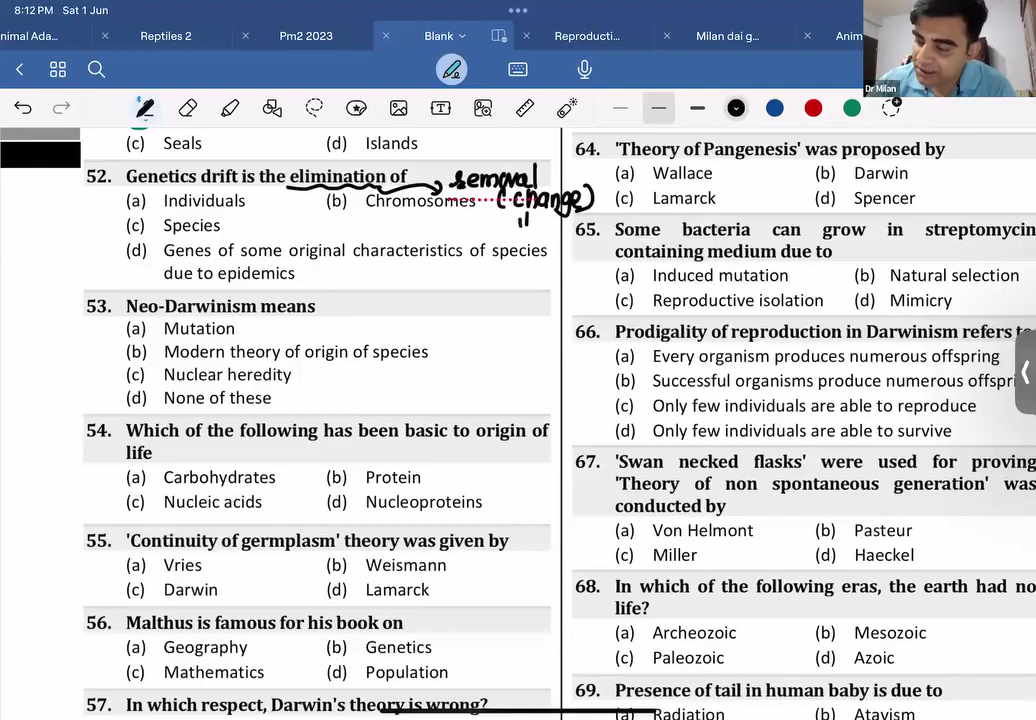 8:12 PM Sat 1 Jun
nimal Ada...
Reptiles 2
Pm2 2023
Blank
Reproducti...
Milan dai g...
Anim
Dr Milan
(c) Seals (d) Islands
52. Genetics drift is the elimination of
removal
(change)
(a) Individuals (b) Chromosomes
(c) Species
(d) Genes of some original characteristics of species
due to epidemics
53. Neo-Darwinism means
(a) Mutation
(b) Modern theory of origin of species
(c) Nuclear heredity
(d) None of these
54. Which of the following has been basic to origin of
life
(a) Carbohydrates (b) Protein
(c) Nucleic acids (d) Nucleoproteins
55. 'Continuity of germplasm' theory was given by
(a) Vries (b) Weismann
(c) Darwin (d) Lamarck
56. Malthus is famous for his book on
(a) Geography (b) Genetics
(c) Mathematics (d) Population
57. In which respect, Darwin's theory is wrong?
64. 'Theory of Pangenesis' was proposed by
(a) Wallace (b) Darwin
(c) Lamarck (d) Spencer
65. Some bacteria can grow in streptomycin
containing medium due to
(a) Induced mutation (b) Natural selection
(c) Reproductive isolation (d) Mimicry
66. Prodigality of reproduction in Darwinism refers to
(a) Every organism produces numerous offspring
(b) Successful organisms produce numerous offspri
(c) Only few individuals are able to reproduce
(d) Only few individuals are able to survive
67. 'Swan necked flasks' were used for proving
'Theory of non spontaneous generation' was
conducted by
(a) Von Helmont (b) Pasteur
(c) Miller (d) Haeckel
68. In which of the following eras, the earth had no
life?
(a) Archeozoic (b) Mesozoic
(c) Paleozoic (d) Azoic
69. Presence of tail in human baby is due to
(a) Radiation (b) Atavism